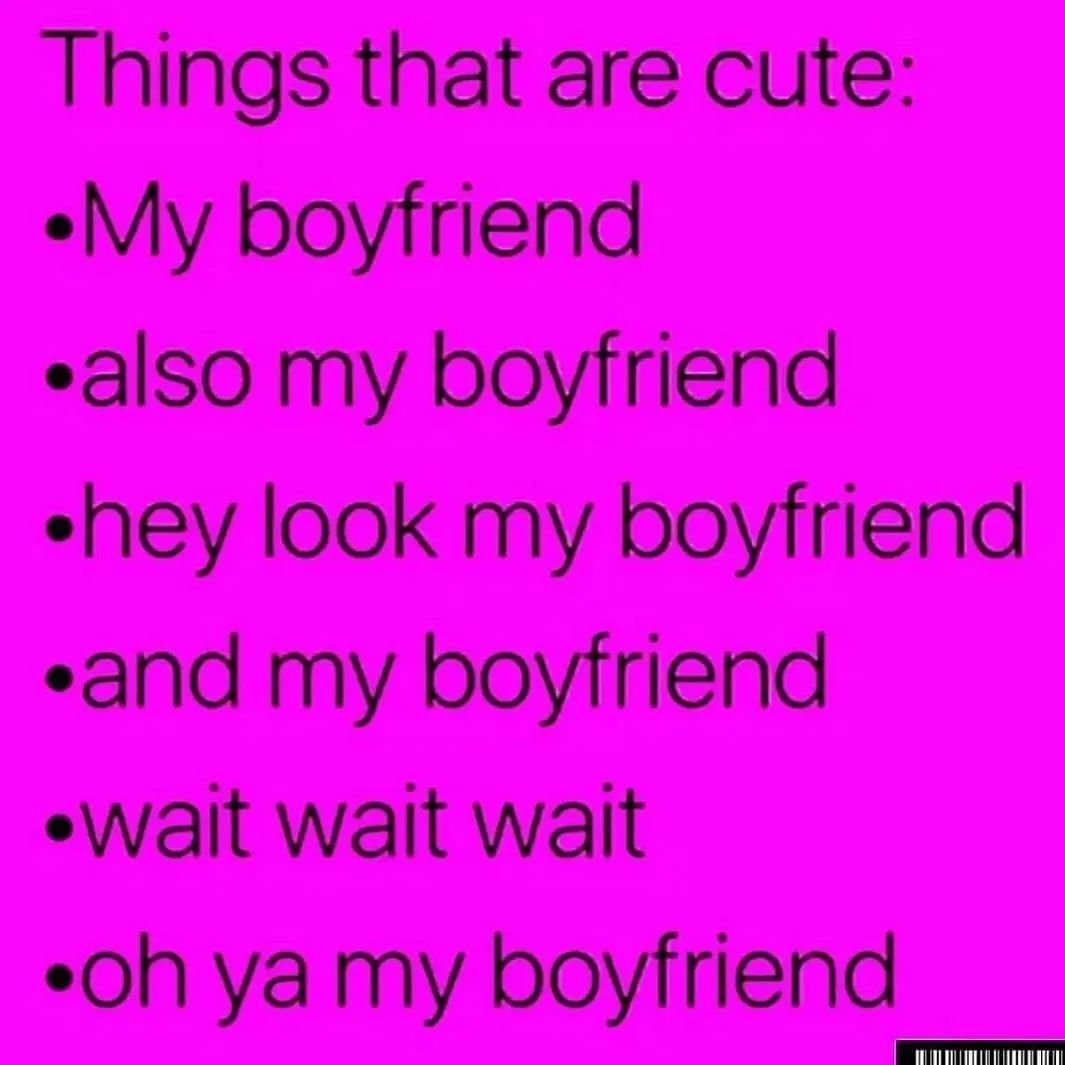 Things that are cute:
•My boyfriend
•also my boyfriend
•hey look my boyfriend
•and my boyfriend
•wait wait wait
•oh ya my boyfriend